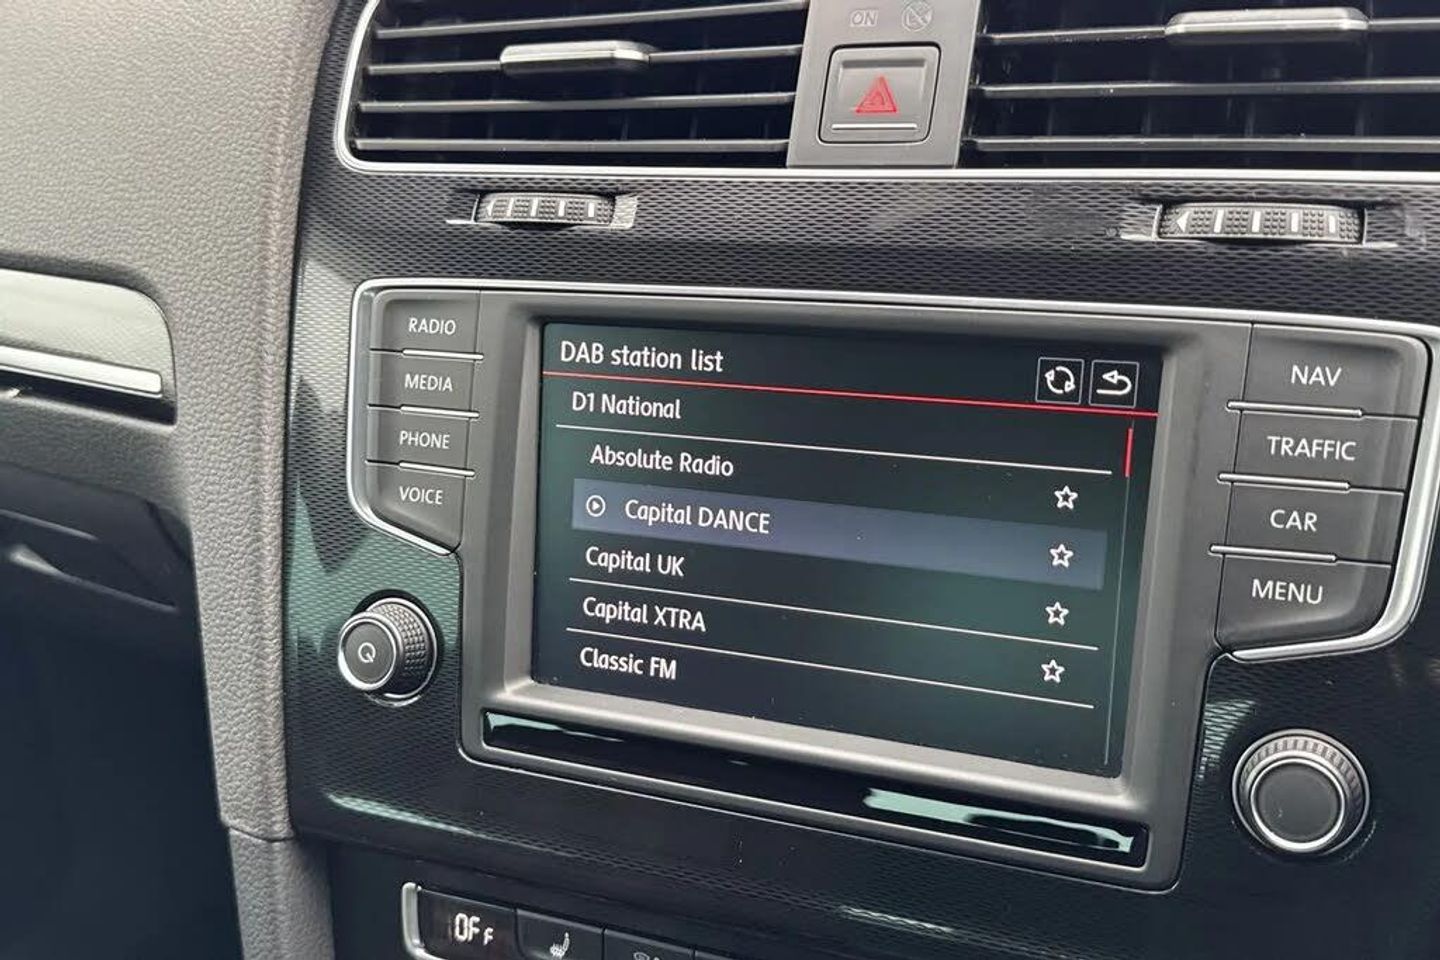 ON
RADIO
MEDIA
PHONE
VOICE
DAB station list
D1 National
Absolute Radio
Capital DANCE
Capital UK
Capital XTRA
Classic FM
NAV
TRAFFIC
CAR
MENU
OFF